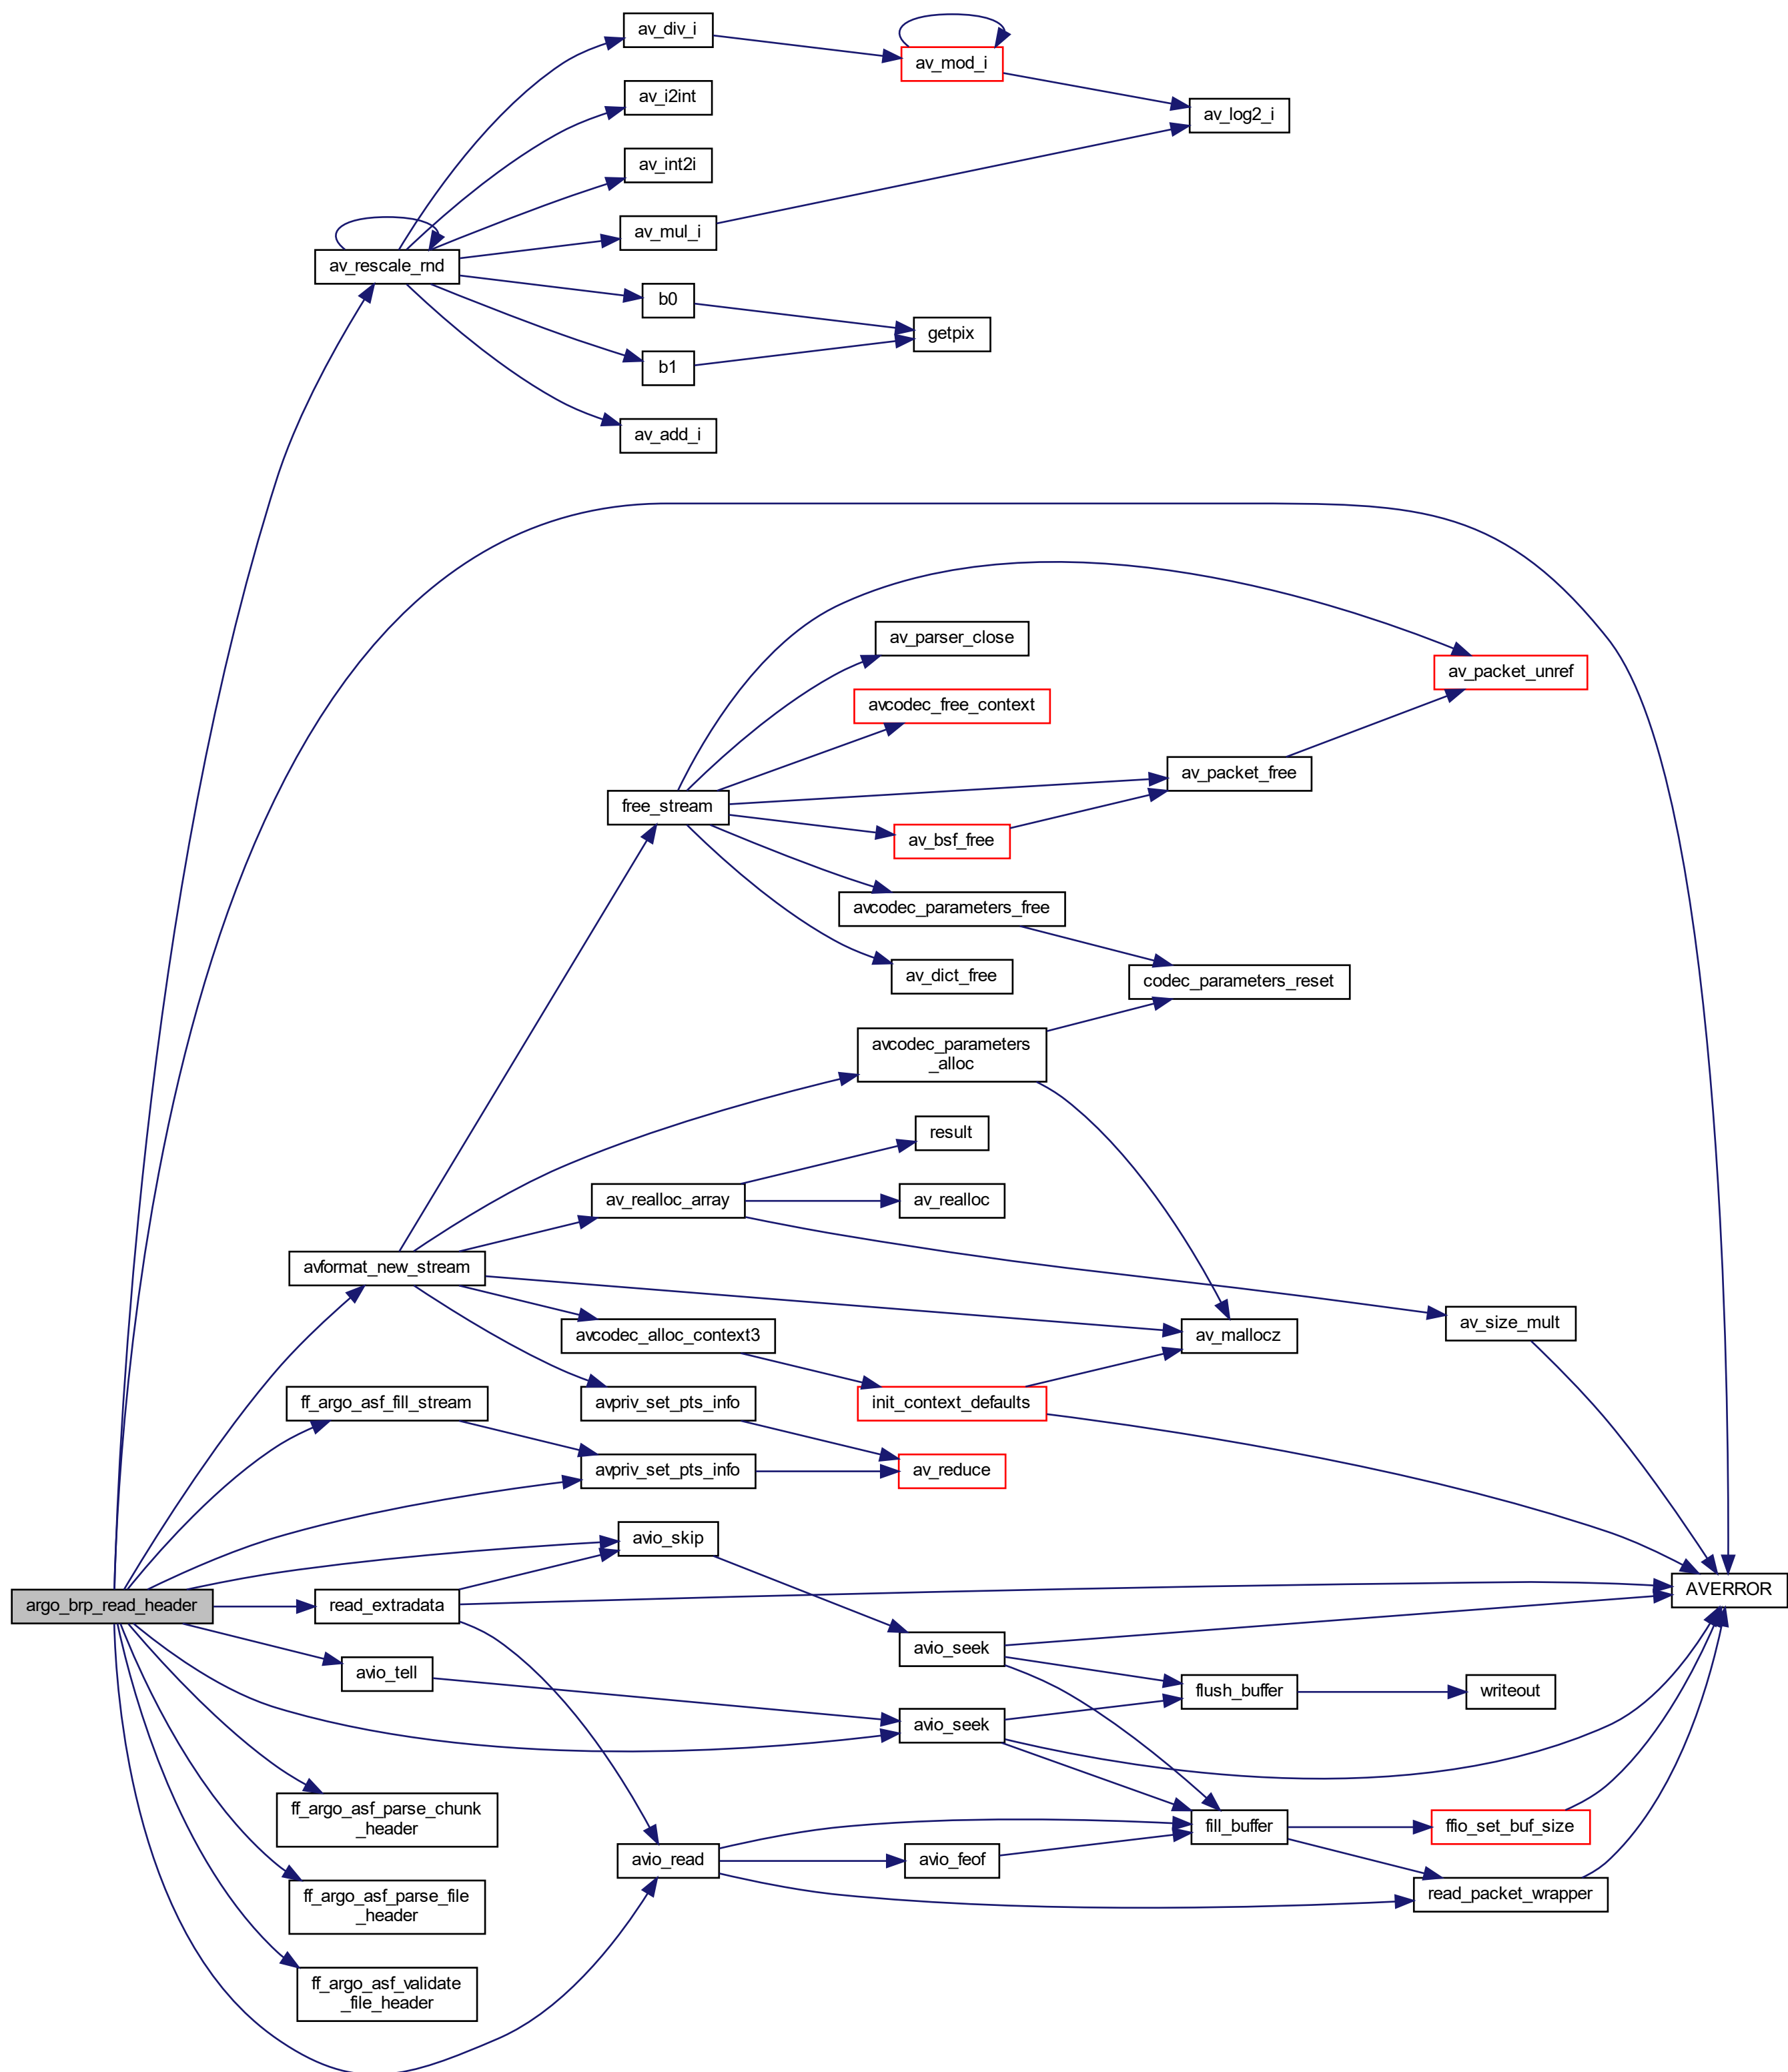 av_div_i
av_mod_i
av_i2int
av_log2_i
av_int2i
av_mul_i
av_rescale_rnd
b0
getpix
b1
av_add_i
av_parser_close
av_packet_unref
avcodec_free_context
av_packet_free
free_stream
av_bsf_free
avcodec_parameters_free
av_dict_free
codec_parameters_reset
avcodec_parameters
_alloc
result
av_realloc_array
av_realloc
avformat_new_stream
av_size_mult
avcodec_alloc_context3
av_mallocz
ff_argo_asf_fill_stream
avpriv_set_pts_info
init_context_defaults
avpriv_set_pts_info
av_reduce
avio_skip
argo_brp_read_header
read_extradata
AVERROR
avio_tell
avio_seek
flush_buffer
writeout
avio_seek
ff_argo_asf_parse_chunk
_header
fill_buffer
ffio_set_buf_size
avio_read
avio_feof
read_packet_wrapper
ff_argo_asf_parse_file
_header
ff_argo_asf_validate
_file_header